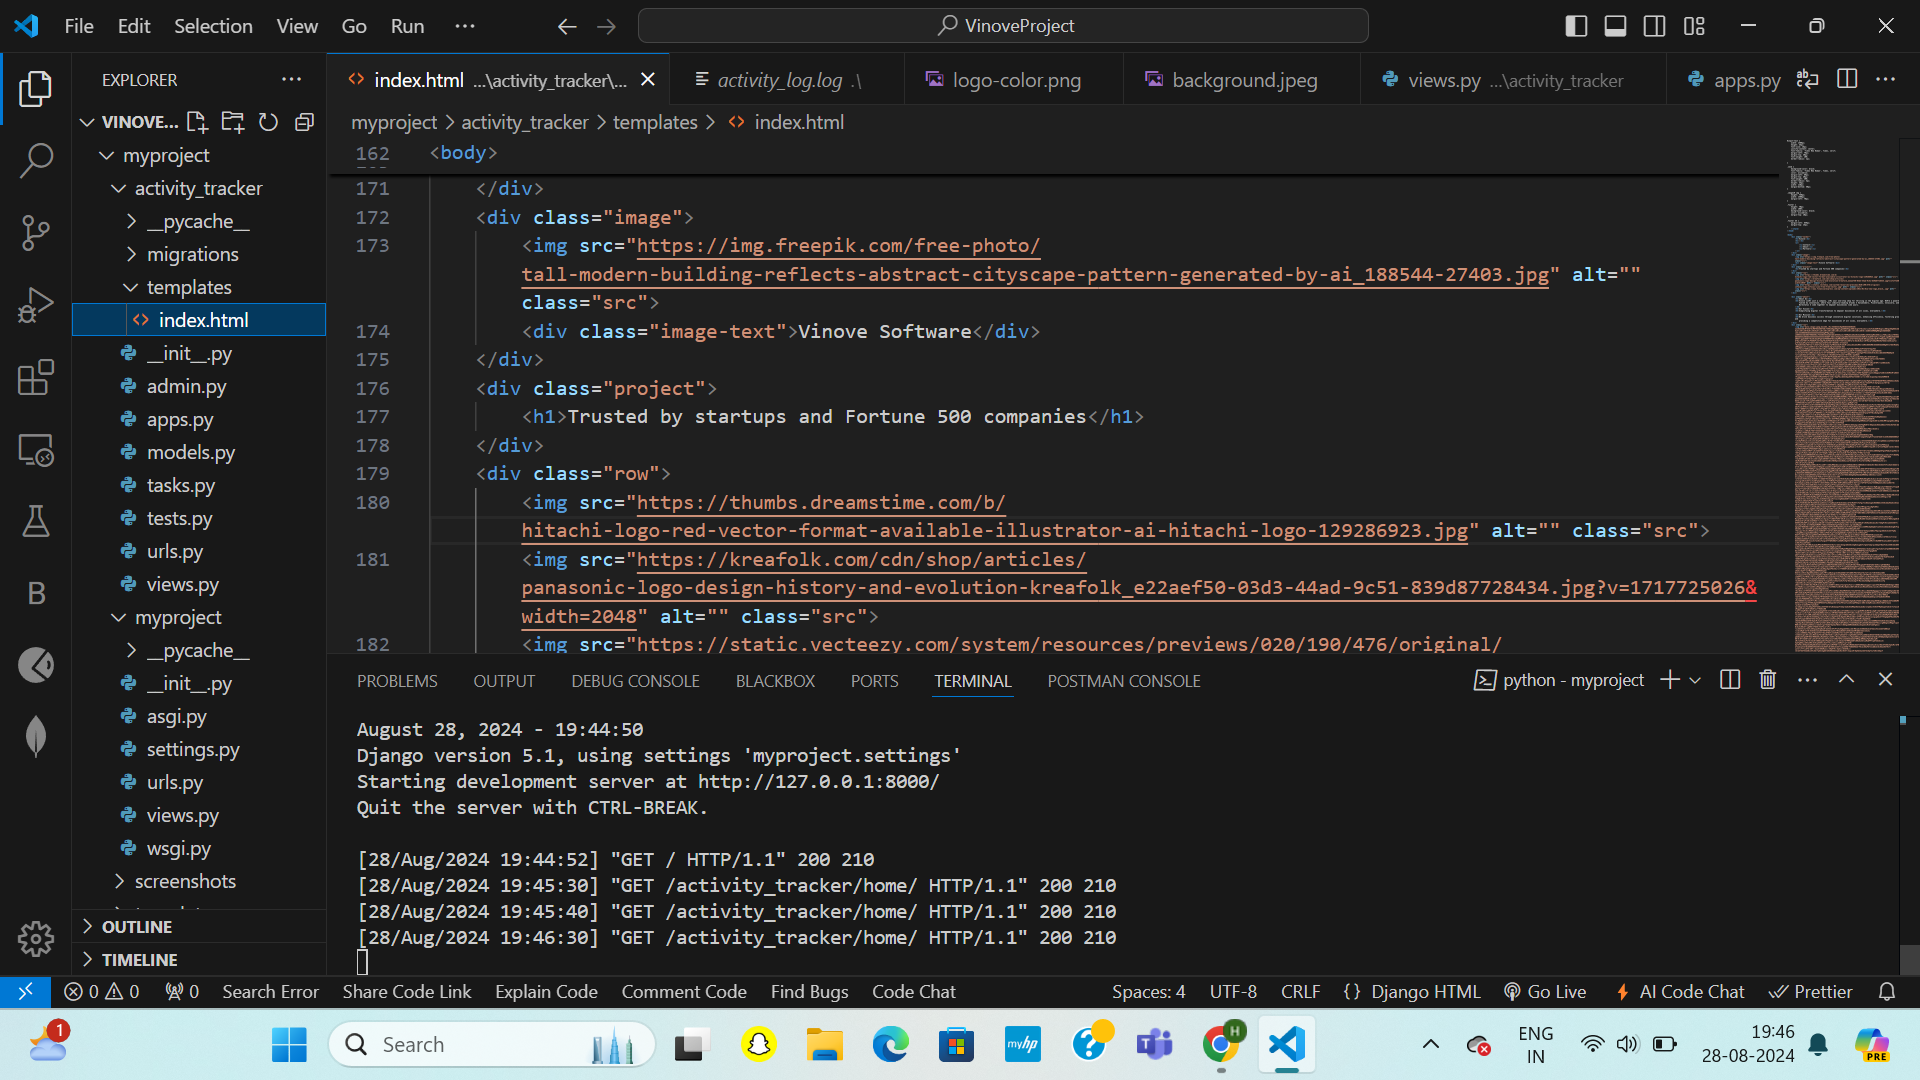 File Edit Selection View Go Run ··· VinoveProject
EXPLORER ···
VINOVE...
myproject
activity_tracker
__pycache__
migrations
templates
index.html
__init__.py
admin.py
apps.py
models.py
tasks.py
tests.py
urls.py
views.py
myproject
__pycache__
__init__.py
asgi.py
settings.py
urls.py
views.py
wsgi.py
screenshots
OUTLINE
TIMELINE
index.html ...\activity_tracker\... activity_log.log .\ logo-color.png background.jpeg views.py ...\activity_tracker apps.py
myproject > activity_tracker > templates > index.html
162 <body>
171 </div>
172 <div class="image">
173 <img src="https://img.freepik.com/free-photo/
tall-modern-building-reflects-abstract-cityscape-pattern-generated-by-ai_188544-27403.jpg" alt=""
class="src">
174 <div class="image-text">Vinove Software</div>
175 </div>
176 <div class="project">
177 <h1>Trusted by startups and Fortune 500 companies</h1>
178 </div>
179 <div class="row">
180 <img src="https://thumbs.dreamstime.com/b/
hitachi-logo-red-vector-format-available-illustrator-ai-hitachi-logo-129286923.jpg" alt="" class="src">
181 <img src="https://kreafolk.com/cdn/shop/articles/
panasonic-logo-design-history-and-evolution-kreafolk_e22aef50-03d3-44ad-9c51-839d87728434.jpg?v=1717725026&
width=2048" alt="" class="src">
182 <img src="https://static.vecteezy.com/system/resources/previews/020/190/476/original/
PROBLEMS OUTPUT DEBUG CONSOLE BLACKBOX PORTS TERMINAL POSTMAN CONSOLE python - myproject
August 28, 2024 - 19:44:50
Django version 5.1, using settings 'myproject.settings'
Starting development server at http://127.0.0.1:8000/
Quit the server with CTRL-BREAK.
[28/Aug/2024 19:44:52] "GET / HTTP/1.1" 200 210
[28/Aug/2024 19:45:30] "GET /activity_tracker/home/ HTTP/1.1" 200 210
[28/Aug/2024 19:45:40] "GET /activity_tracker/home/ HTTP/1.1" 200 210
[28/Aug/2024 19:46:30] "GET /activity_tracker/home/ HTTP/1.1" 200 210
0 0 0 Search Error Share Code Link Explain Code Comment Code Find Bugs Code Chat Spaces: 4 UTF-8 CRLF {} Django HTML Go Live AI Code Chat Prettier
1 Search myhp H ENG
IN 19:46
28-08-2024 PRE